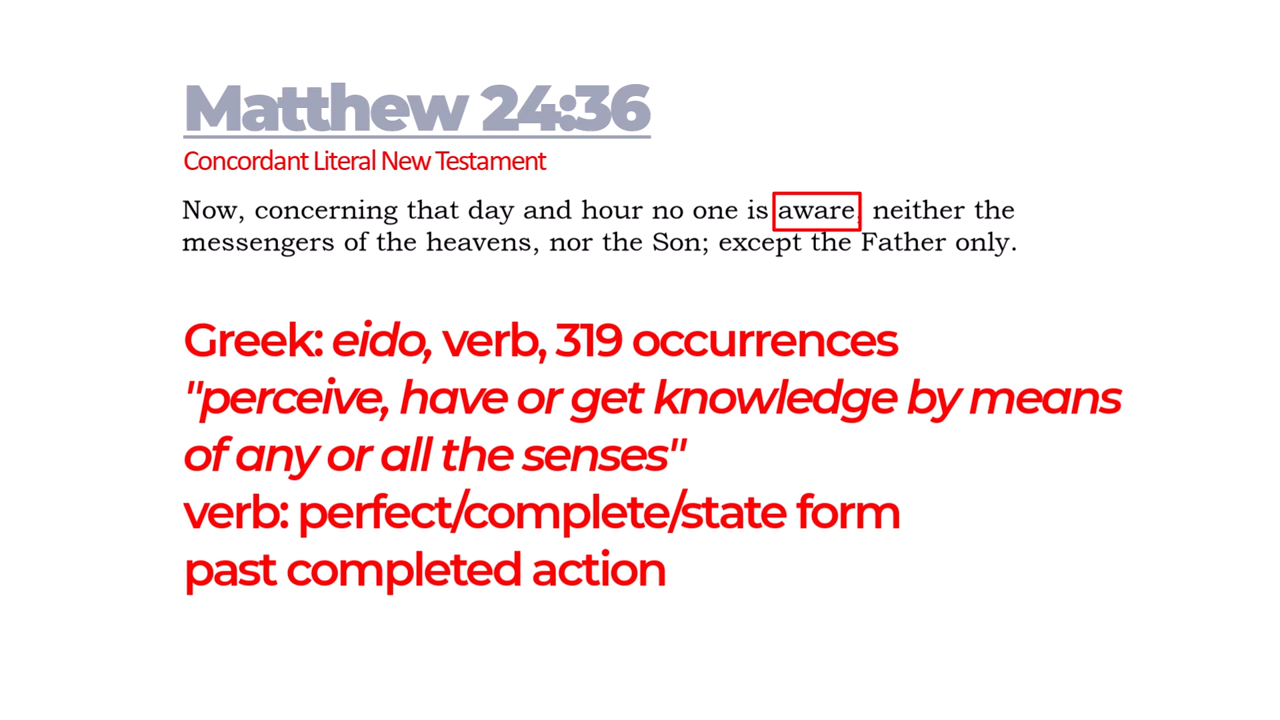 Matthew 24:36
Concordant Literal New Testament
Now, concerning that day and hour no one is aware, neither the
messengers of the heavens, nor the Son; except the Father only.
Greek: eido, verb, 319 occurrences
"perceive, have or get knowledge by means
of any or all the senses"
verb: perfect/complete/state form
past completed action